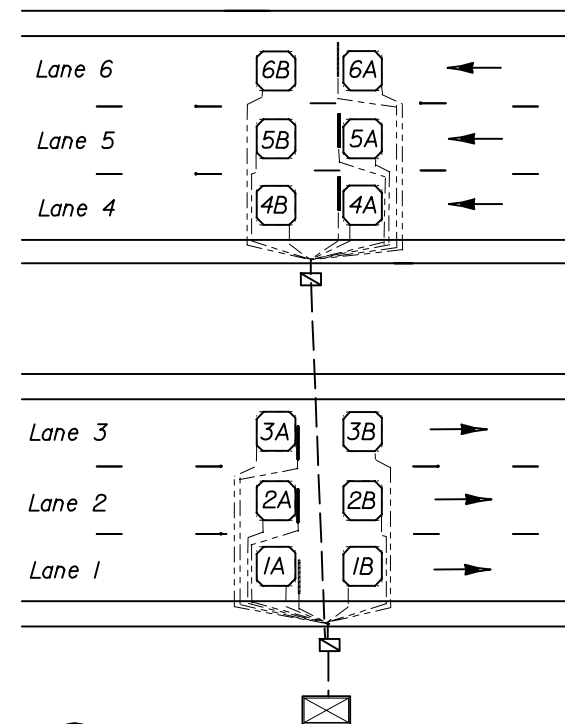 Lane 6 6B 6A
Lane 5 5B 5A
Lane 4 4B 4A
Lane 3 3A 3B
Lane 2 2A 2B
Lane 1 1A 1B